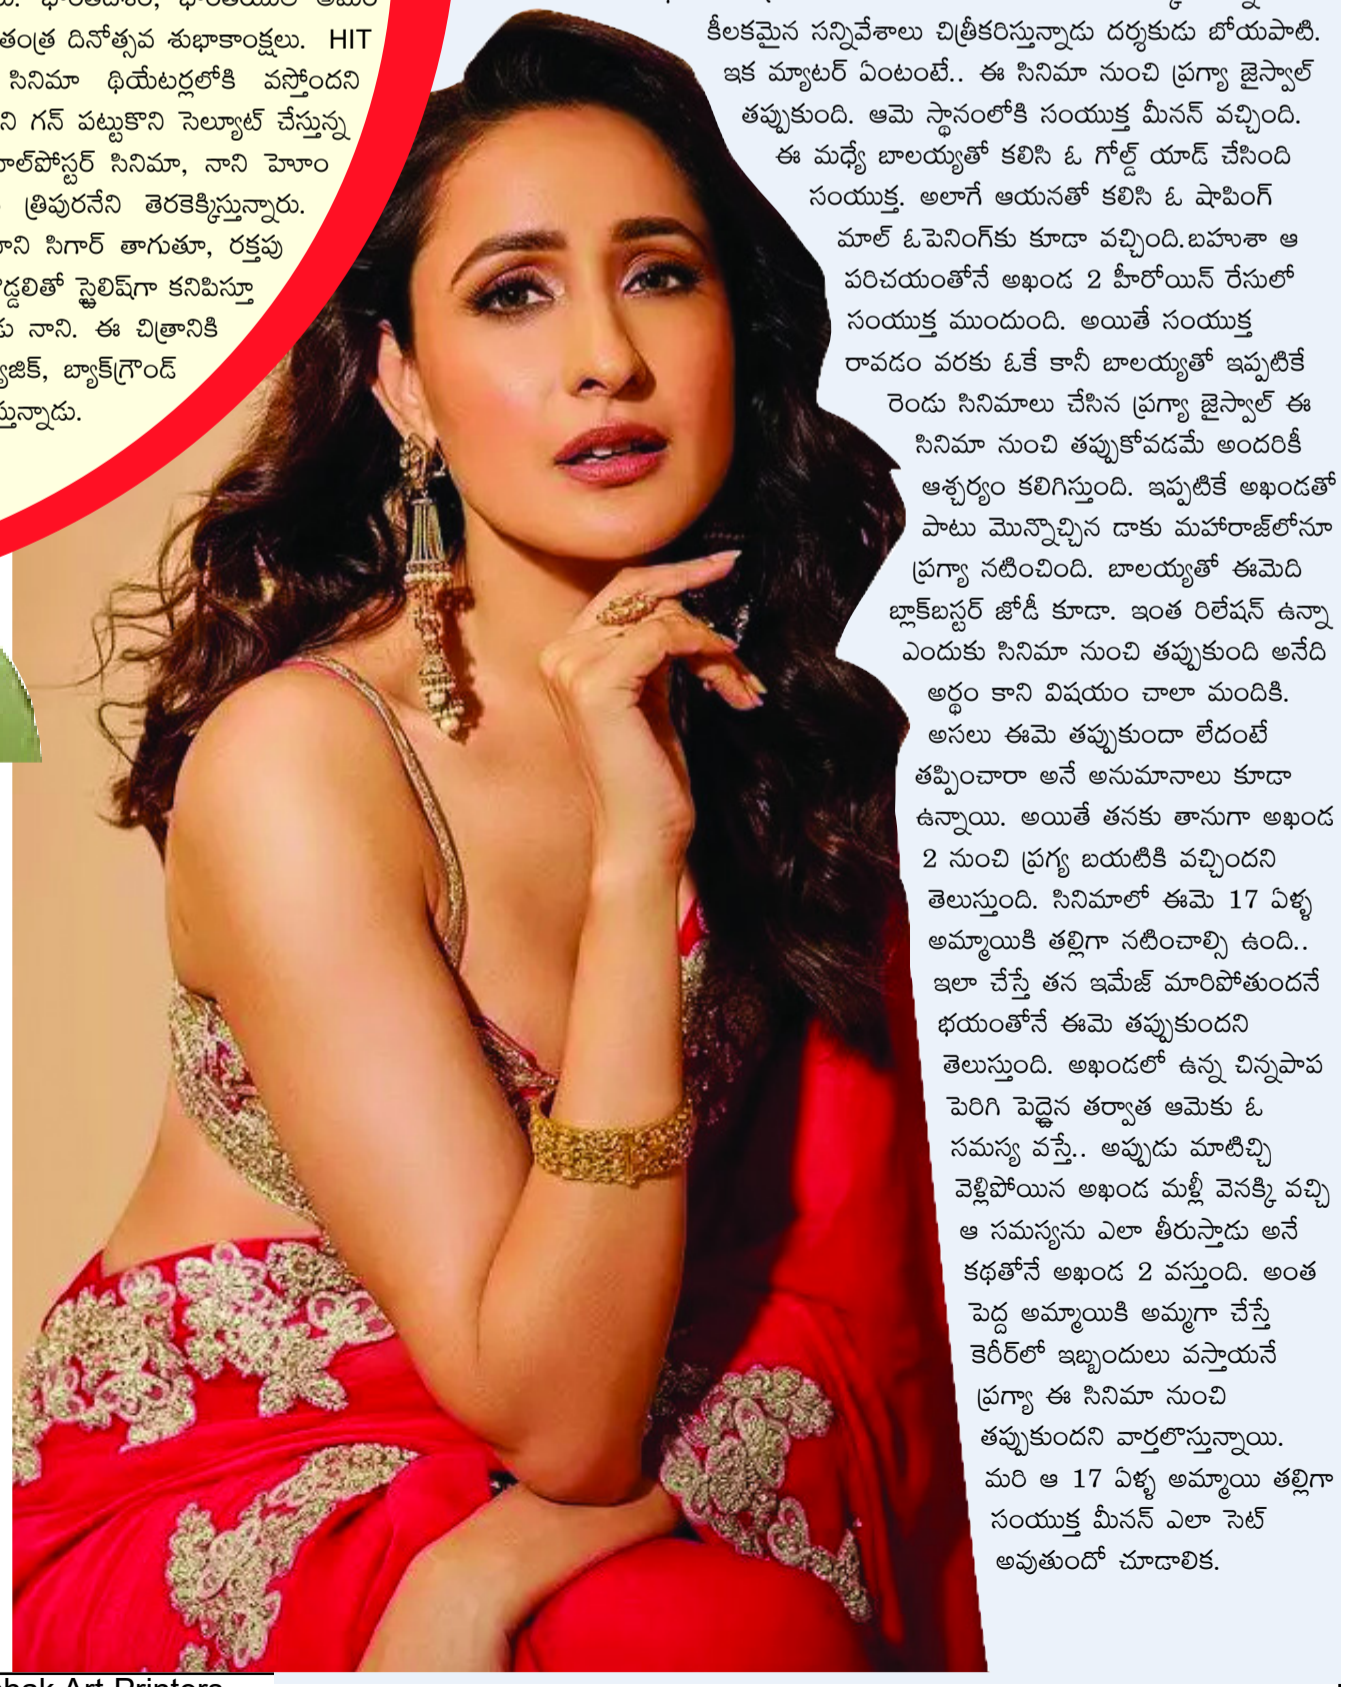 తంత్ర దినోత్సవ శుభాకాంక్షలు. HIT
సినిమా థియేటర్లలోకి వస్తోందని
ని గన్ పట్టుకొని సెల్యూట్ చేస్తున్న
వాల్‌పోస్టర్ సినిమా, నాని హెూం
త్రిపురనేని తెరకెక్కిస్తున్నారు.
నాని సిగార్ తాగుతూ, రక్తపు
డ్డలితో స్టైలిష్‌గా కనిపిస్తూ
డు నాని. ఈ చిత్రానికి
జిక్, బ్యాక్‌గ్రౌండ్
స్తున్నాడు.
కీలకమైన సన్నివేశాలు చిత్రీకరిస్తున్నాడు దర్శకుడు బోయపాటి.
ఇక మ్యాటర్ ఏంటంటే.. ఈ సినిమా నుంచి ప్రగ్యా జైస్వాల్
తప్పుకుంది. ఆమె స్థానంలోకి సంయుక్త మీనన్ వచ్చింది.
ఈ మధ్యే బాలయ్యతో కలిసి ఓ గోల్డ్ యాడ్ చేసింది
సంయుక్త. అలాగే ఆయనతో కలిసి ఓ షాపింగ్
మాల్ ఓపెనింగ్‌కు కూడా వచ్చింది.బహుశా ఆ
పరిచయంతోనే అఖండ 2 హీరోయిన్ రేసులో
సంయుక్త ముందుంది. అయితే సంయుక్త
రావడం వరకు ఓకే కానీ బాలయ్యతో ఇప్పటికే
రెండు సినిమాలు చేసిన ప్రగ్యా జైస్వాల్ ఈ
సినిమా నుంచి తప్పుకోవడమే అందరికీ
ఆశ్చర్యం కలిగిస్తుంది. ఇప్పటికే అఖండతో
పాటు మొన్నొచ్చిన డాకు మహారాజ్‌లోనూ
ప్రగ్యా నటించింది. బాలయ్యతో ఈమెది
బ్లాక్‌బస్టర్ జోడీ కూడా. ఇంత రిలేషన్ ఉన్నా
ఎందుకు సినిమా నుంచి తప్పుకుంది అనేది
అర్థం కాని విషయం చాలా మందికి.
అసలు ఈమె తప్పుకుందా లేదంటే
తప్పించారా అనే అనుమానాలు కూడా
ఉన్నాయి. అయితే తనకు తానుగా అఖండ
2 నుంచి ప్రగ్య బయటికి వచ్చిందని
తెలుస్తుంది. సినిమాలో ఈమె 17 ఏళ్ళ
అమ్మాయికి తల్లిగా నటించాల్సి ఉంది..
ఇలా చేస్తే తన ఇమేజ్ మారిపోతుందనే
భయంతోనే ఈమె తప్పుకుందని
తెలుస్తుంది. అఖండలో ఉన్న చిన్నపాప
పెరిగి పెద్దైన తర్వాత ఆమెకు ఓ
సమస్య వస్తే.. అప్పుడు మాటిచ్చి
వెళ్లిపోయిన అఖండ మళ్లీ వెనక్కి వచ్చి
ఆ సమస్యను ఎలా తీరుస్తాడు అనే
కథతోనే అఖండ 2 వస్తుంది. అంత
పెద్ద అమ్మాయికి అమ్మగా చేస్తే
కెరీర్‌లో ఇబ్బందులు వస్తాయనే
ప్రగ్యా ఈ సినిమా నుంచి
తప్పుకుందని వార్తలొస్తున్నాయి.
మరి ఆ 17 ఏళ్ళ అమ్మాయి తల్లిగా
సంయుక్త మీనన్ ఎలా సెట్
అవుతుందో చూడాలిక.
Art Printers